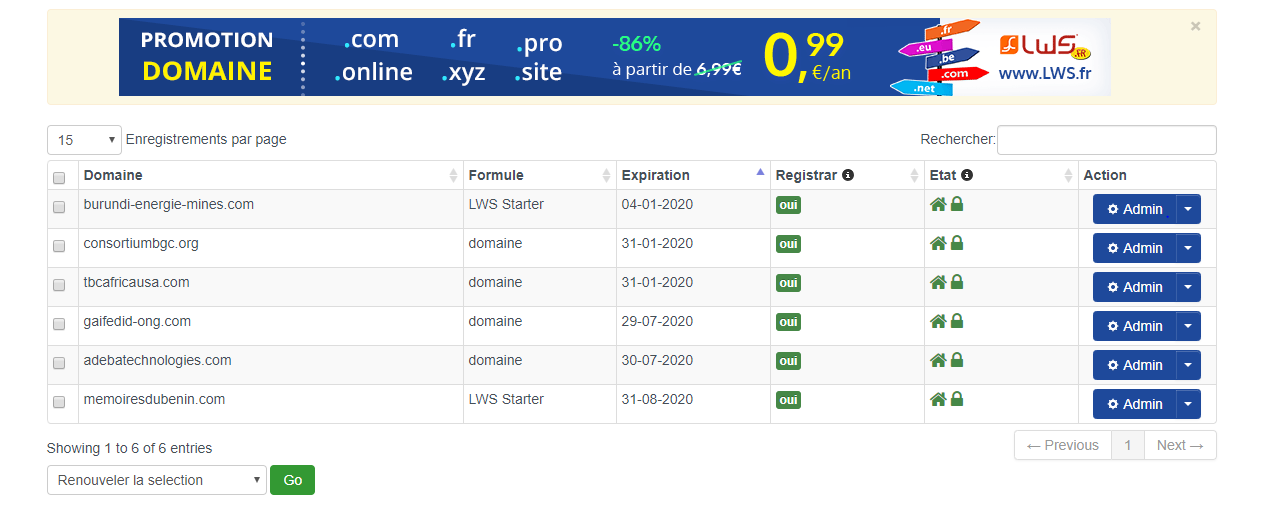 PROMOTION DOMAINE .com .fr .pro .online .xyz .site -86% à partir de 6,99€ 0,99 €/an .fr .eu .be .com .net LWS .FR www.LWS.fr ×
15 Enregistrements par page Rechercher:
Domaine Formule Expiration Registrar Etat Action
burundi-energie-mines.com LWS Starter 04-01-2020 oui Admin
consortiumbgc.org domaine 31-01-2020 oui Admin
tbcafricausa.com domaine 31-01-2020 oui Admin
gaifedid-ong.com domaine 29-07-2020 oui Admin
adebatechnologies.com domaine 30-07-2020 oui Admin
memoiresdubenin.com LWS Starter 31-08-2020 oui Admin
Showing 1 to 6 of 6 entries ← Previous 1 Next →
Renouveler la selection Go